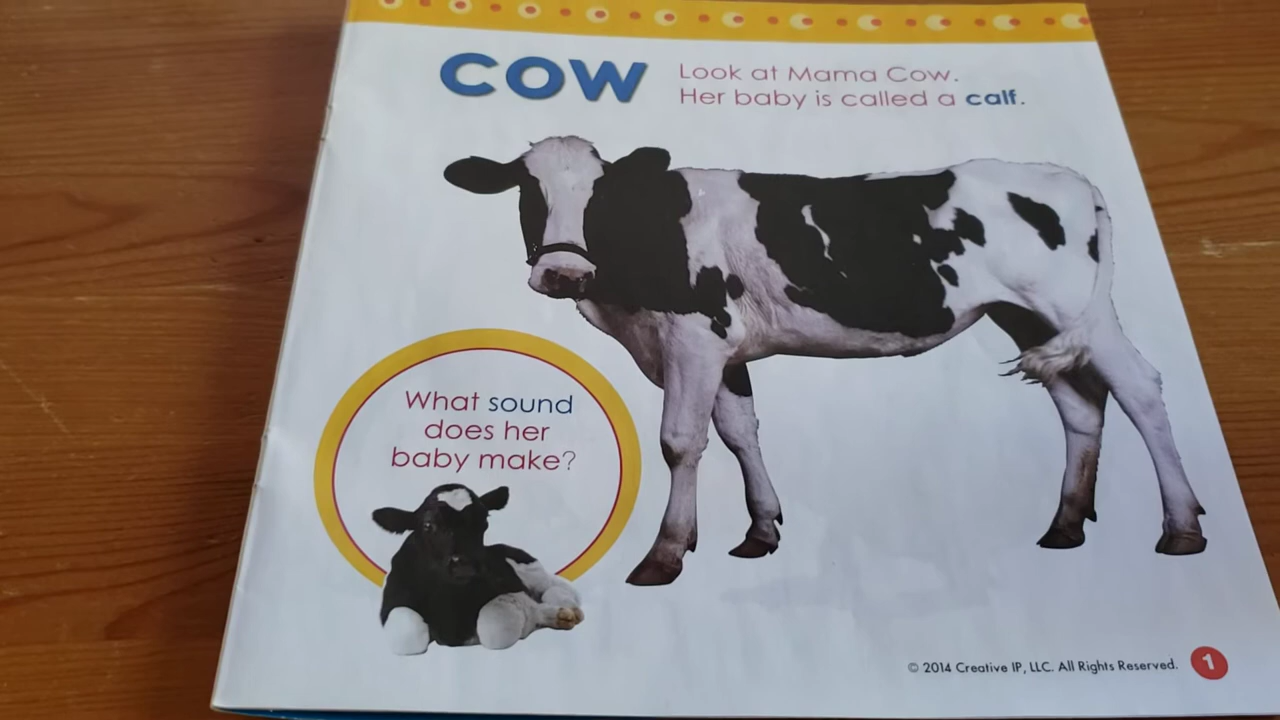 COW
Look at Mama Cow.
Her baby is called a calf.
What sound
does her
baby make?
© 2014 Creative IP, LLC. All Rights Reserved.
1